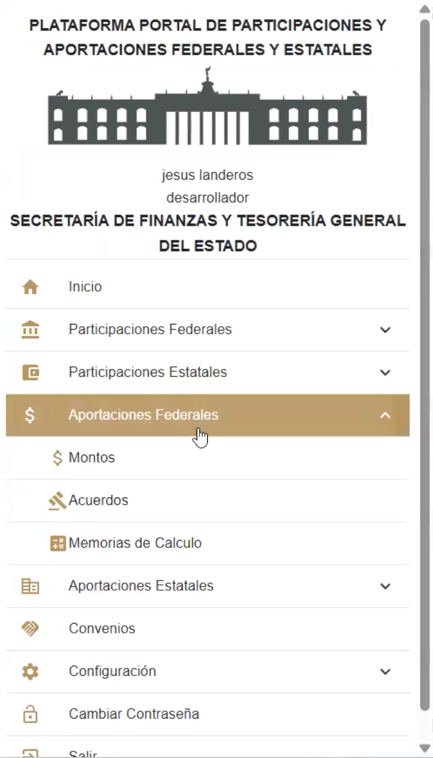 PLATAFORMA PORTAL DE PARTICIPACIONES Y
APORTACIONES FEDERALES Y ESTATALES
jesus landeros
desarrollador
SECRETARÍA DE FINANZAS Y TESORERÍA GENERAL
DEL ESTADO
Inicio
Participaciones Federales
Participaciones Estatales
Aportaciones Federales
Montos
Acuerdos
Memorias de Calculo
Aportaciones Estatales
Convenios
Configuración
Cambiar Contraseña
Salir